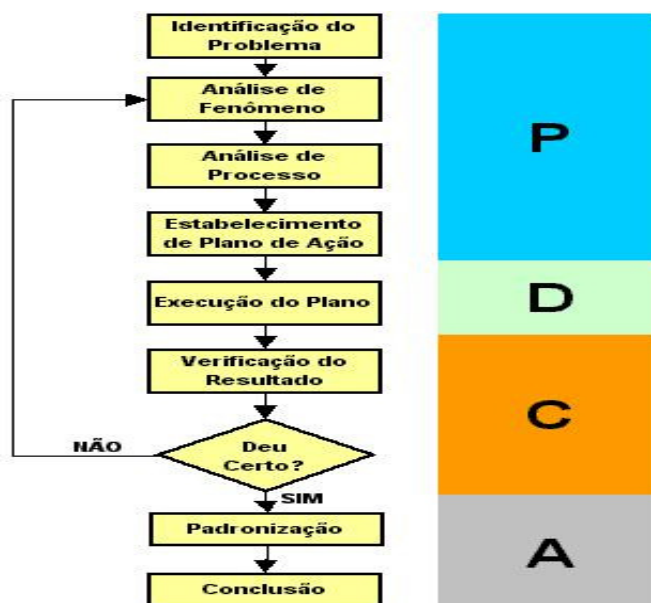 Identificação do
Problema
Análise de
Fenômeno
Análise de
Processo
Estabelecimento
de Plano de Ação
P
Execução do Plano
D
Verificação do
Resultado
Deu
Certo?
NÃO
SIM
C
Padronização
Conclusão
A